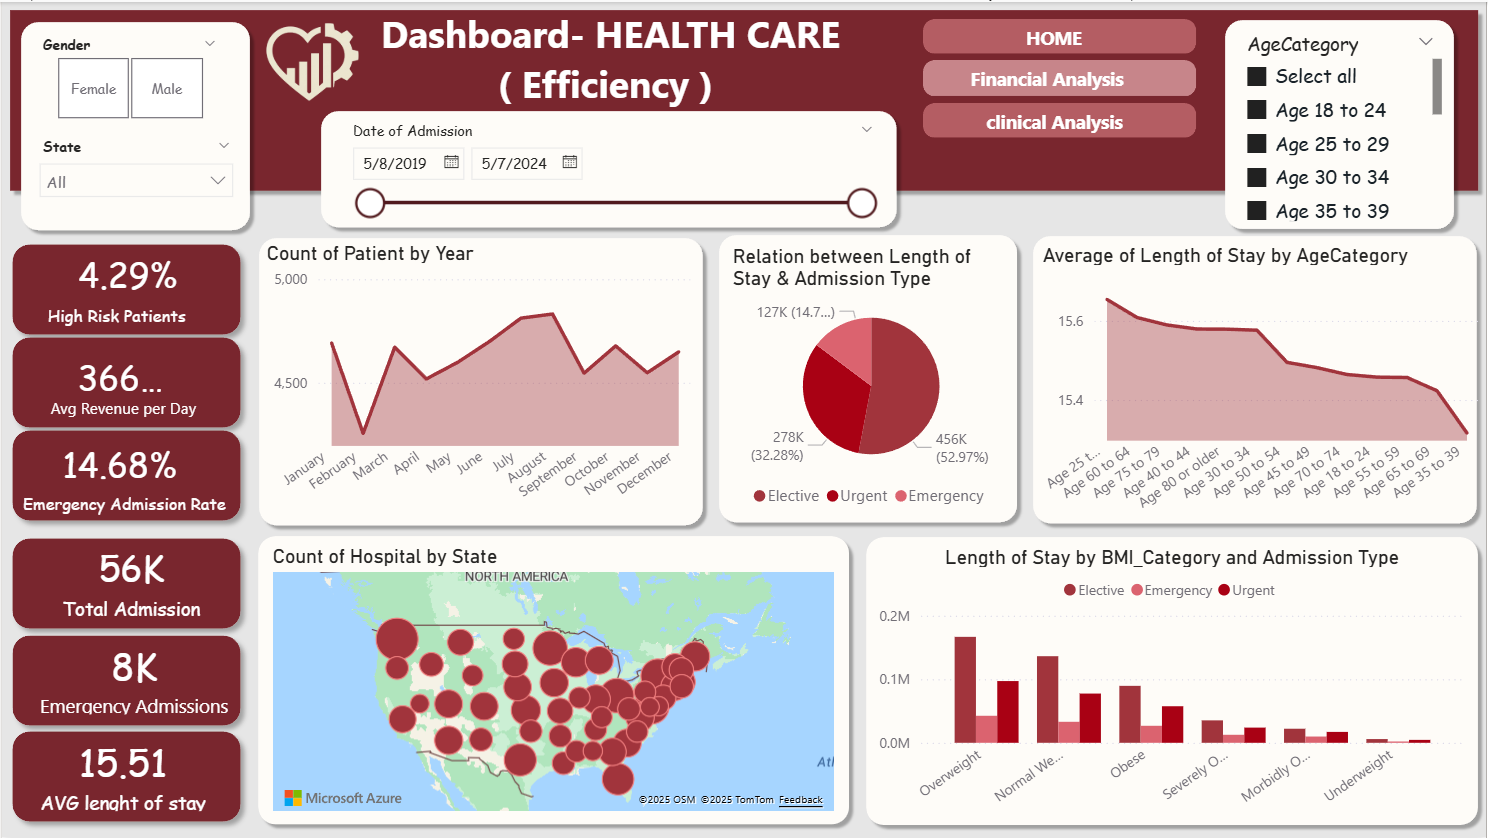 Gender
Female
Male
State
All
Dashboard- HEALTH CARE
( Efficiency )
Date of Admission
5/8/2019
5/7/2024
HOME
Financial Analysis
clinical Analysis
AgeCategory
Select all
Age 18 to 24
Age 25 to 29
Age 30 to 34
Age 35 to 39
4.29%
High Risk Patients
366...
Avg Revenue per Day
14.68%
Emergency Admission Rate
56K
Total Admission
8K
Emergency Admissions
15.51
AVG lenght of stay
Count of Patient by Year
5,000
4,500
January
February
March
April
May
June
July
August
September
October
November
December
Relation between Length of
Stay & Admission Type
127K (14.7...)
278K
(32.28%)
456K
(52.97%)
Elective
Urgent
Emergency
Average of Length of Stay by AgeCategory
15.6
15.4
Age 25 t...
Age 60 to 64
Age 75 to 79
Age 40 to 44
Age 80 or older
Age 30 to 34
Age 50 to 54
Age 45 to 49
Age 70 to 74
Age 18 to 24
Age 55 to 59
Age 65 to 69
Age 35 to 39
Count of Hospital by State
NORTH AMERICA
Atl
Microsoft Azure
©2025 OSM ©2025 TomTom Feedback
Length of Stay by BMI_Category and Admission Type
Elective
Emergency
Urgent
0.2M
0.1M
0.0M
Overweight
Normal We...
Obese
Severely O...
Morbidly O...
Underweight